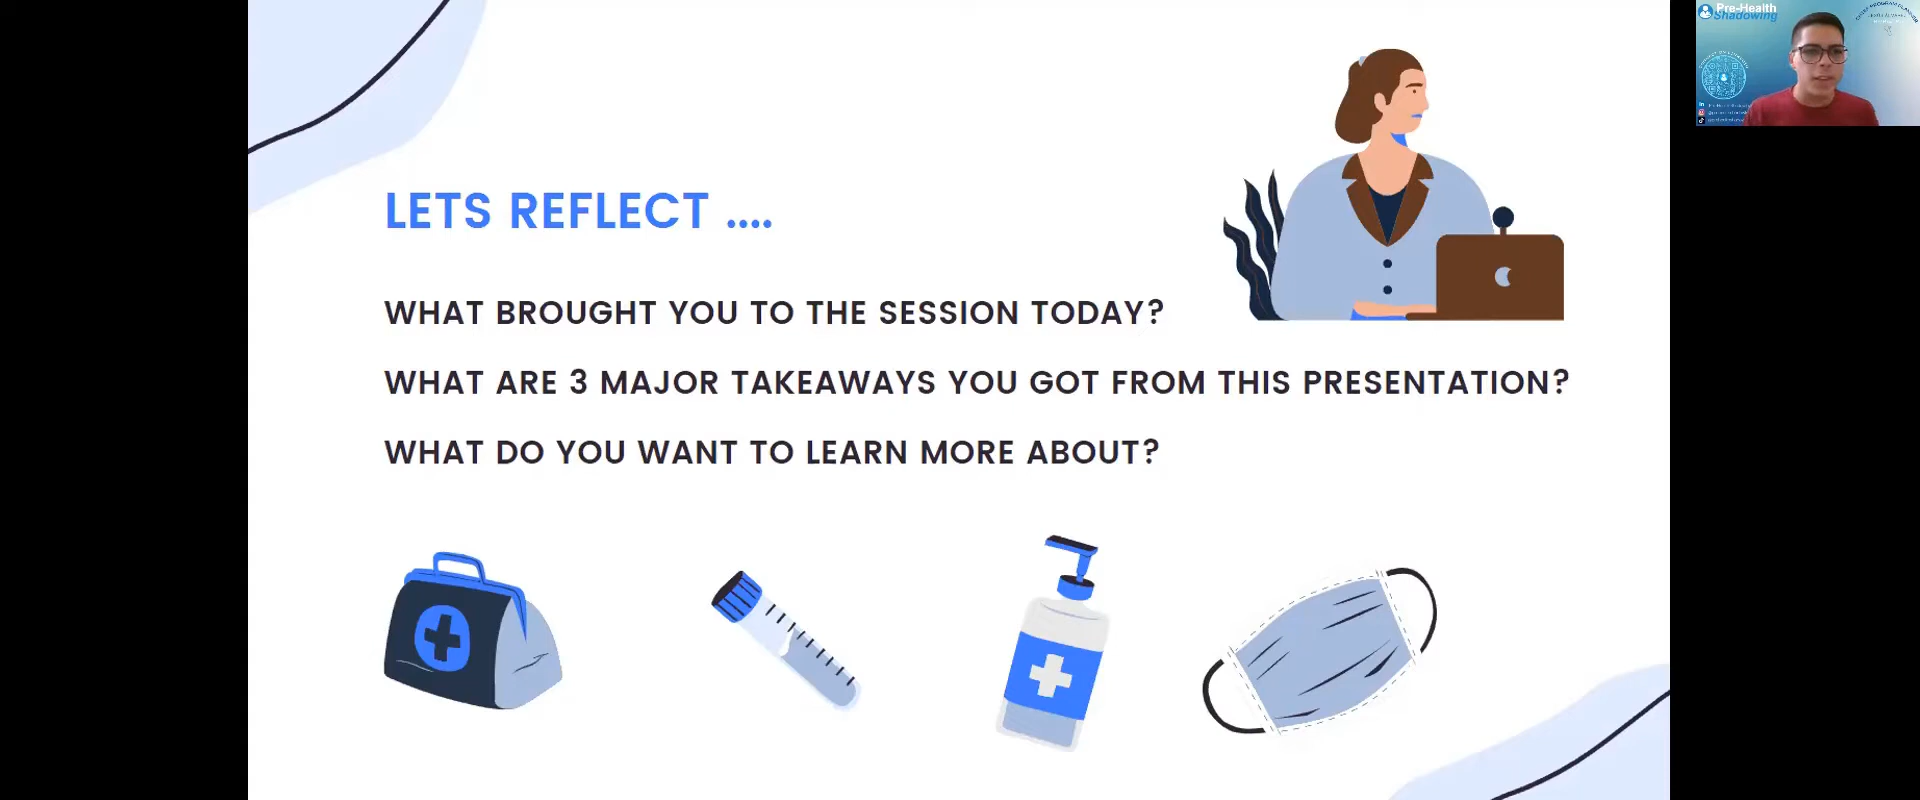 LETS REFLECT ....
WHAT BROUGHT YOU TO THE SESSION TODAY?
WHAT ARE 3 MAJOR TAKEAWAYS YOU GOT FROM THIS PRESENTATION?
WHAT DO YOU WANT TO LEARN MORE ABOUT?
Pre-Health
Shadowing